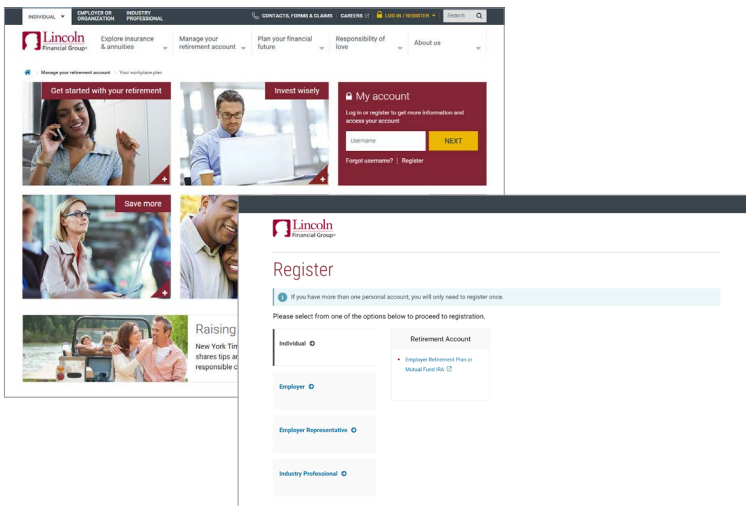 INDIVIDUAL
EMPLOYER OR ORGANIZATION
INDUSTRY PROFESSIONAL
CONTACTS, FORMS & CLAIMS
CAREERS
LOG IN / REGISTER
Search
Lincoln
Financial Group®
Explore insurance
& annuities
Manage your
retirement account
Plan your financial
future
Responsibility of
love
About us
Manage your retirement account
Your workplace plan
Get started with your retirement
Invest wisely
My account
Log in or register to get more information and
access your account
Username
NEXT
Forgot username? | Register
Save more
Raising
New York Tim
shares tips a
responsible c
Lincoln
Financial Group®
Register
If you have more than one personal account, you will only need to register once.
Please select from one of the options below to proceed to registration.
Individual
Retirement Account
• Employer Retirement Plan or
Mutual Fund IRA
Employer
Employer Representative
Industry Professional